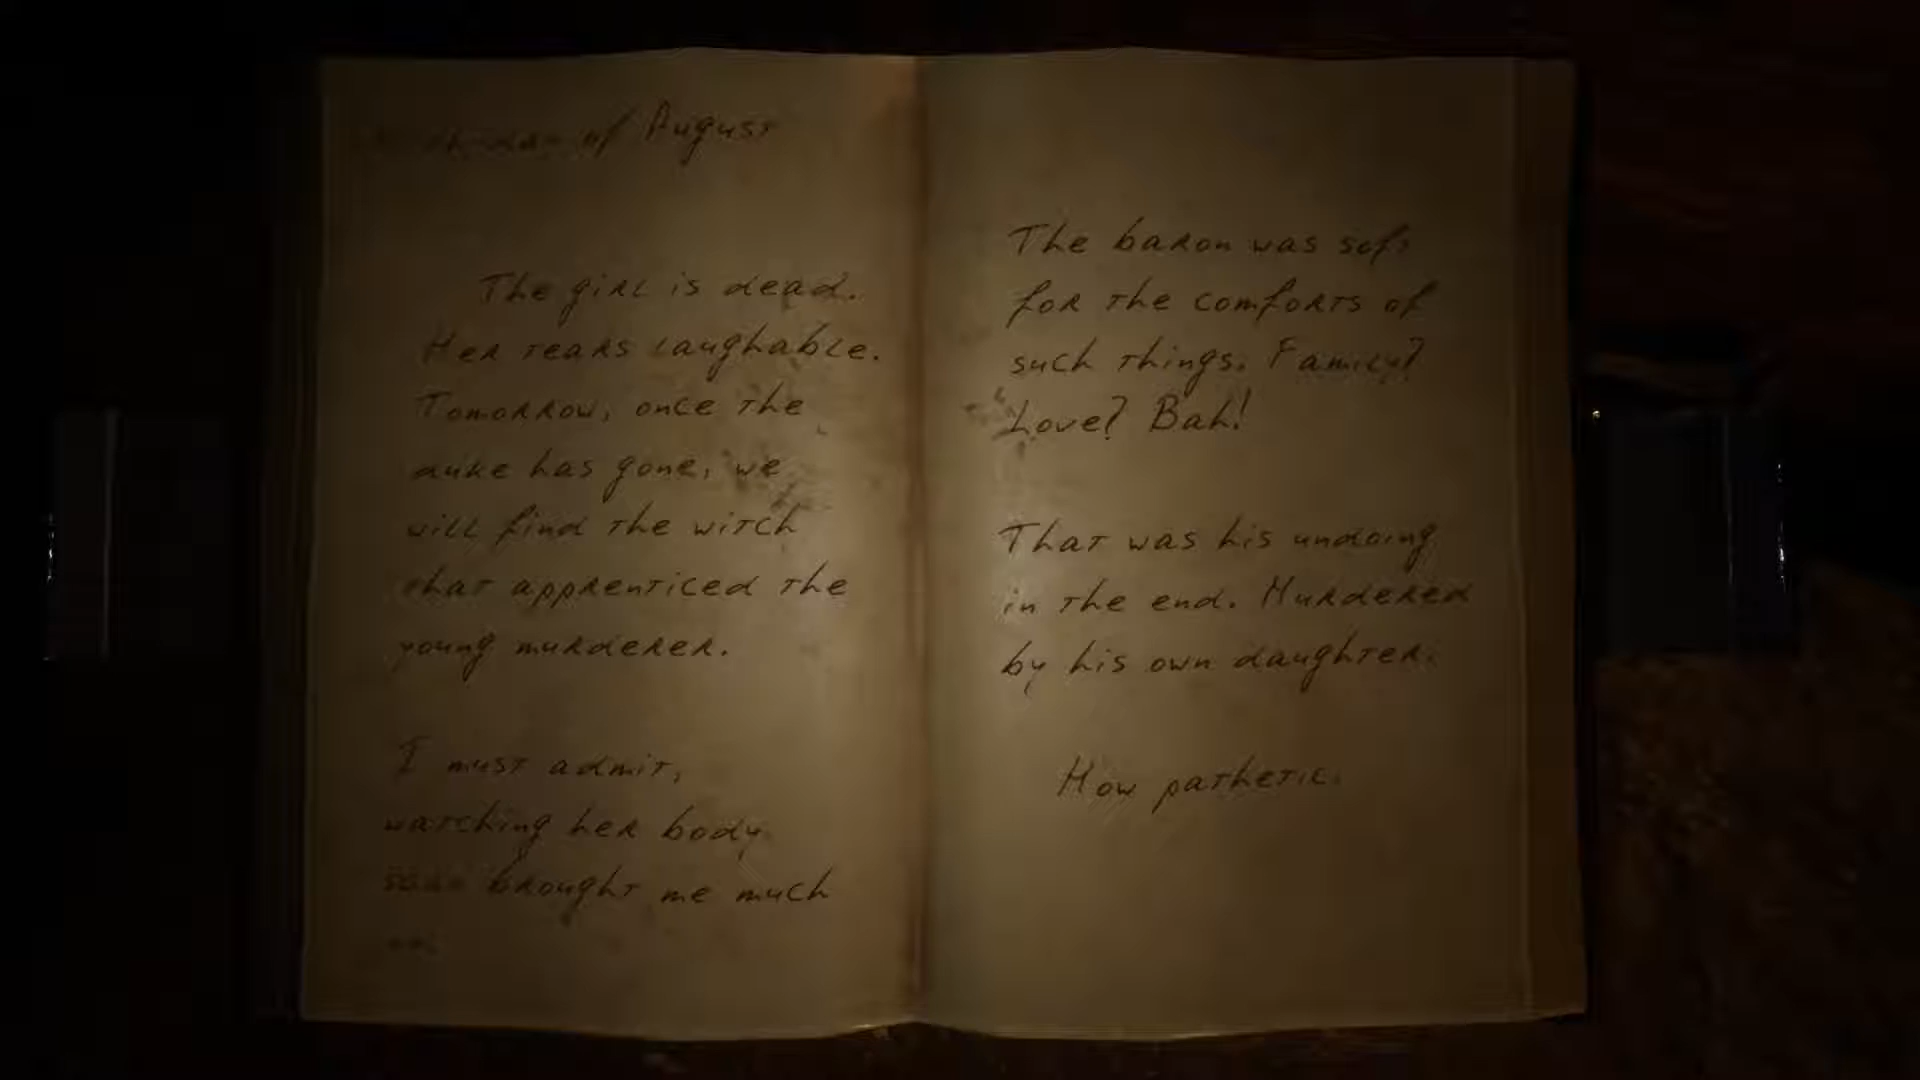 of August
The girl is dead.
Her tears laughable.
Tomorrow, once the
duke has gone, we
will find the witch
that apprenticed the
young murderer.
I must admit,
watching her body
brought me much
The baron was soft
for the comforts of
such things. Family?
Love? Bah!
That was his undoing
in the end. Murdered
by his own daughter.
How pathetic.